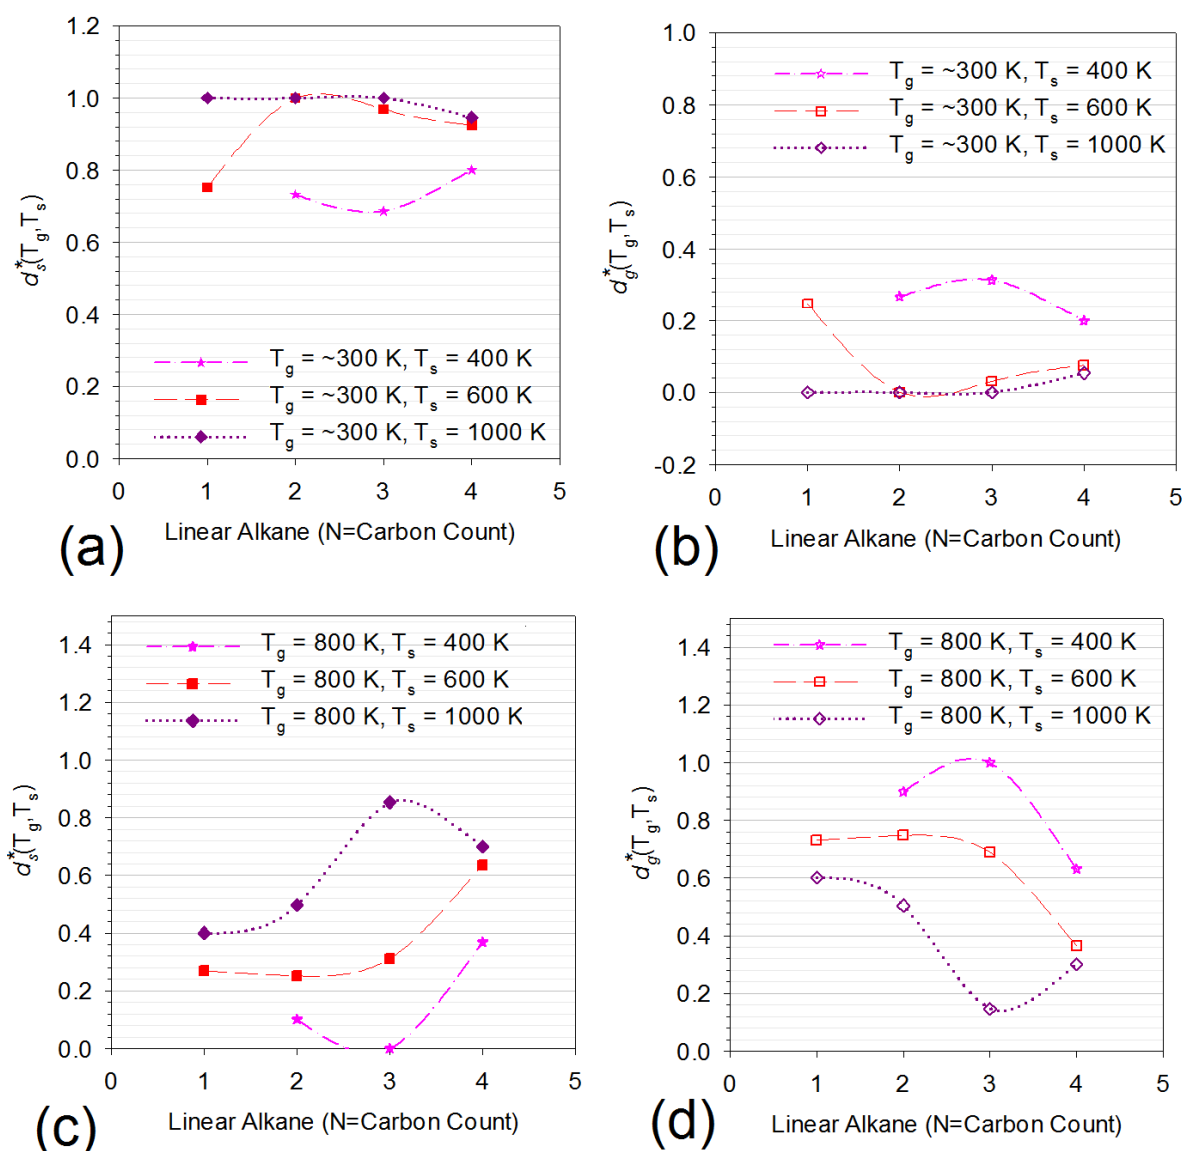 1.2
1.0
0.8
0.6
0.4
0.2
0.0
d*s(Tg,Ts)
Tg = ~300 K, Ts = 400 K
Tg = ~300 K, Ts = 600 K
Tg = ~300 K, Ts = 1000 K
0 1 2 3 4 5
Linear Alkane (N=Carbon Count)
(a)
1.0
0.8
0.6
0.4
0.2
0.0
-0.2
d*g(Tg,Ts)
Tg = ~300 K, Ts = 400 K
Tg = ~300 K, Ts = 600 K
Tg = ~300 K, Ts = 1000 K
0 1 2 3 4 5
Linear Alkane (N=Carbon Count)
(b)
1.4
1.2
1.0
0.8
0.6
0.4
0.2
0.0
d*s(Tg,Ts)
Tg = 800 K, Ts = 400 K
Tg = 800 K, Ts = 600 K
Tg = 800 K, Ts = 1000 K
0 1 2 3 4 5
Linear Alkane (N=Carbon Count)
(c)
1.4
1.2
1.0
0.8
0.6
0.4
0.2
0.0
d*g(Tg,Ts)
Tg = 800 K, Ts = 400 K
Tg = 800 K, Ts = 600 K
Tg = 800 K, Ts = 1000 K
0 1 2 3 4 5
Linear Alkane (N=Carbon Count)
(d)